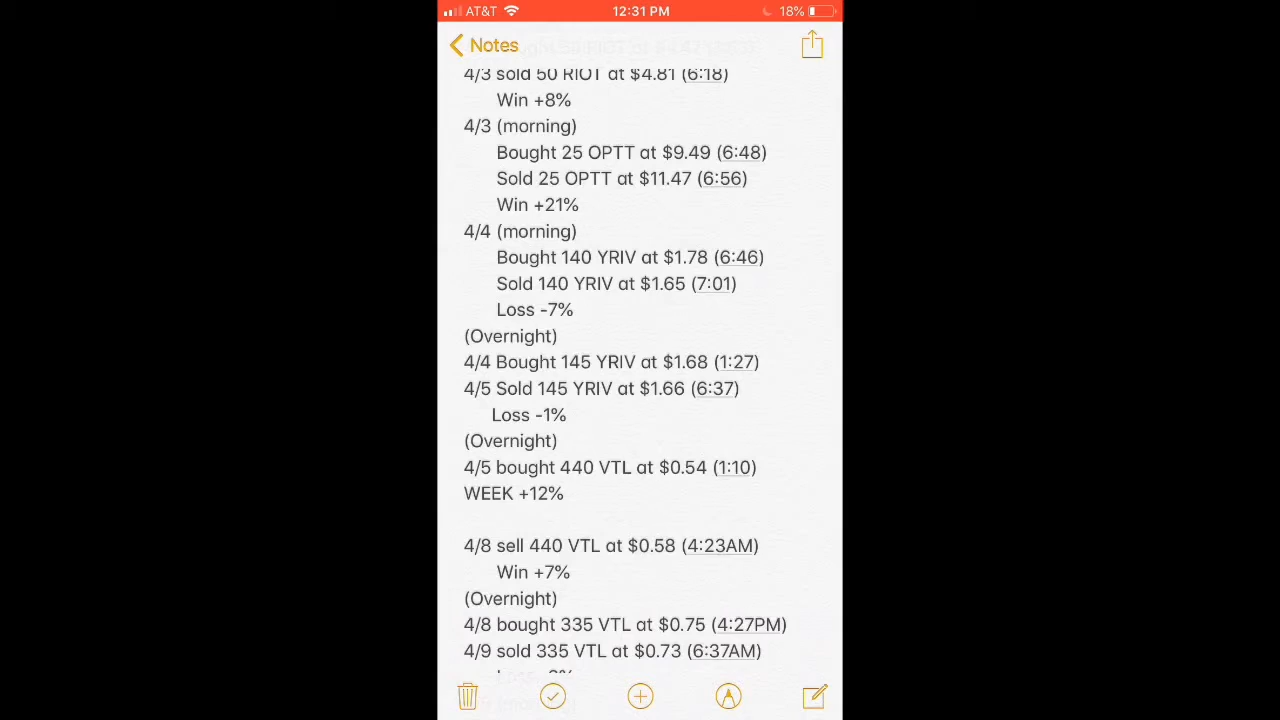 AT&T 12:31 PM 18%
Notes
4/3 sold 50 RIOT at $4.81 (6:18)
Win +8%
4/3 (morning)
Bought 25 OPTT at $9.49 (6:48)
Sold 25 OPTT at $11.47 (6:56)
Win +21%
4/4 (morning)
Bought 140 YRIV at $1.78 (6:46)
Sold 140 YRIV at $1.65 (7:01)
Loss -7%
(Overnight)
4/4 Bought 145 YRIV at $1.68 (1:27)
4/5 Sold 145 YRIV at $1.66 (6:37)
Loss -1%
(Overnight)
4/5 bought 440 VTL at $0.54 (1:10)
WEEK +12%
4/8 sell 440 VTL at $0.58 (4:23AM)
Win +7%
(Overnight)
4/8 bought 335 VTL at $0.75 (4:27PM)
4/9 sold 335 VTL at $0.73 (6:37AM)